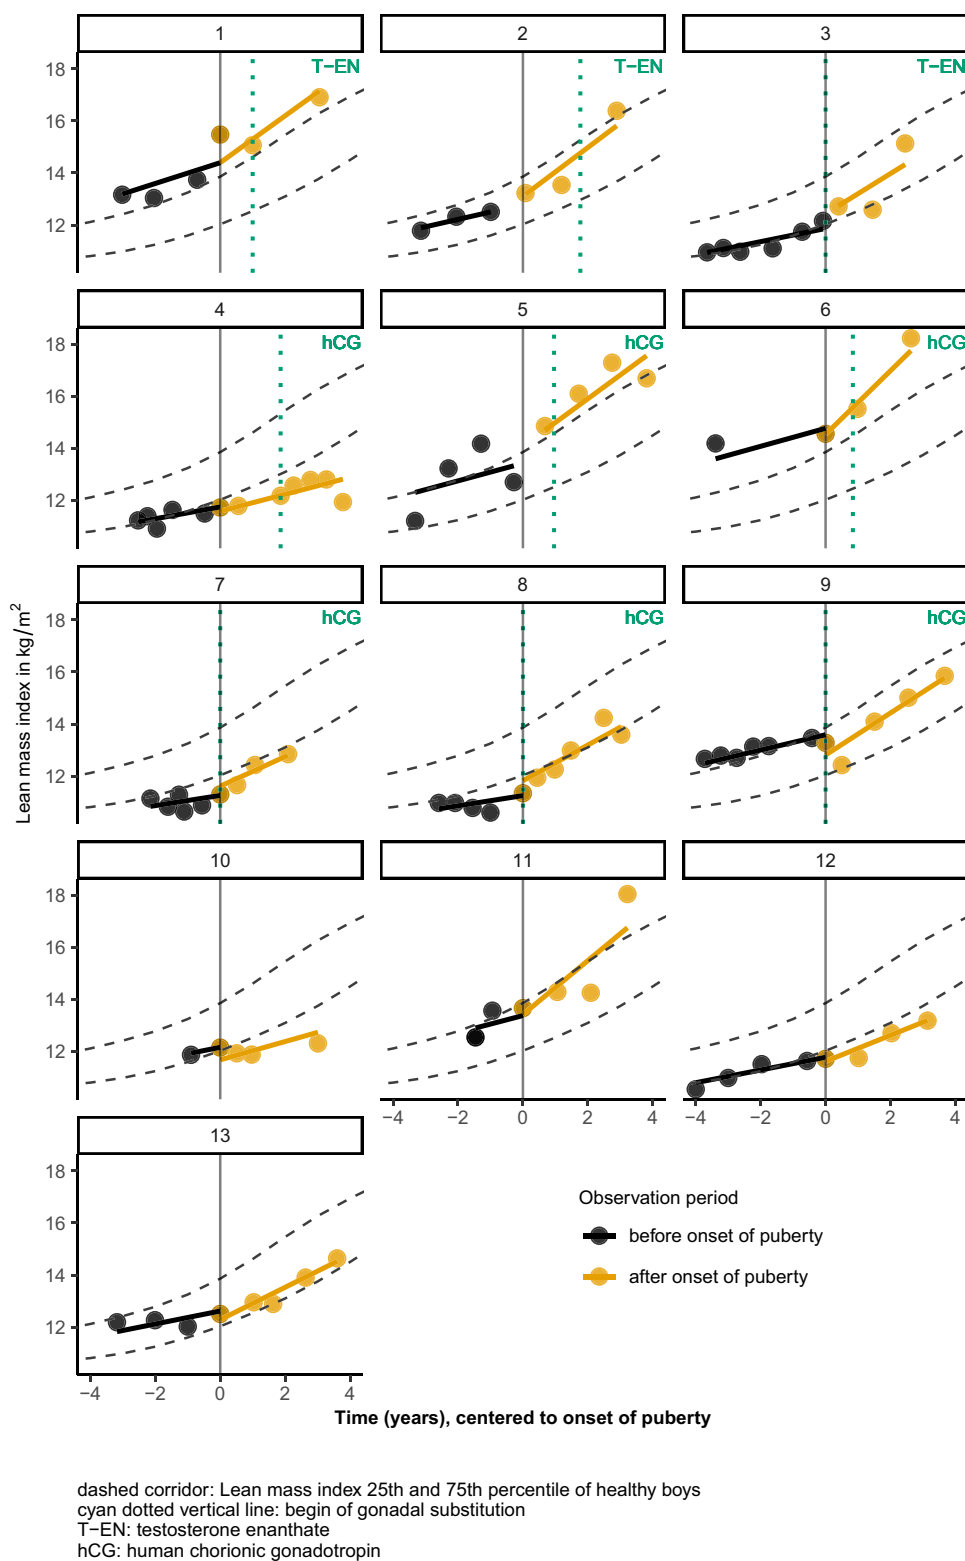 1 2 3
18 T−EN T−EN T−EN
16
14
12
4 5 6
18 hCG hCG hCG
16
14
12
7 8 9
18 hCG hCG hCG
16
14
12
Lean mass index in kg/m²
10 11 12
18
16
14
12
−4 −2 0 2 4 −4 −2 0 2 4
13
18
16
14
12
−4 −2 0 2 4
Observation period
before onset of puberty
after onset of puberty
Time (years), centered to onset of puberty
dashed corridor: Lean mass index 25th and 75th percentile of healthy boys
cyan dotted vertical line: begin of gonadal substitution
T−EN: testosterone enanthate
hCG: human chorionic gonadotropin